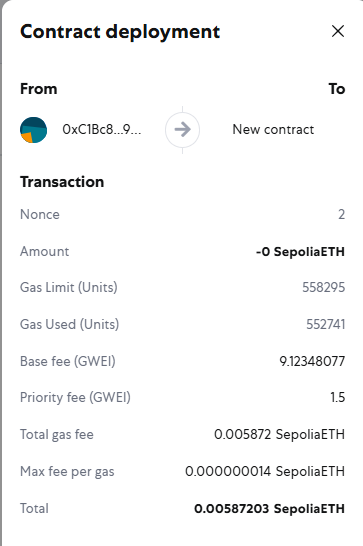 Contract deployment
From To
0xC1Bc8...9... New contract
Transaction
Nonce 2
Amount -0 SepoliaETH
Gas Limit (Units) 558295
Gas Used (Units) 552741
Base fee (GWEI) 9.12348077
Priority fee (GWEI) 1.5
Total gas fee 0.005872 SepoliaETH
Max fee per gas 0.000000014 SepoliaETH
Total 0.00587203 SepoliaETH